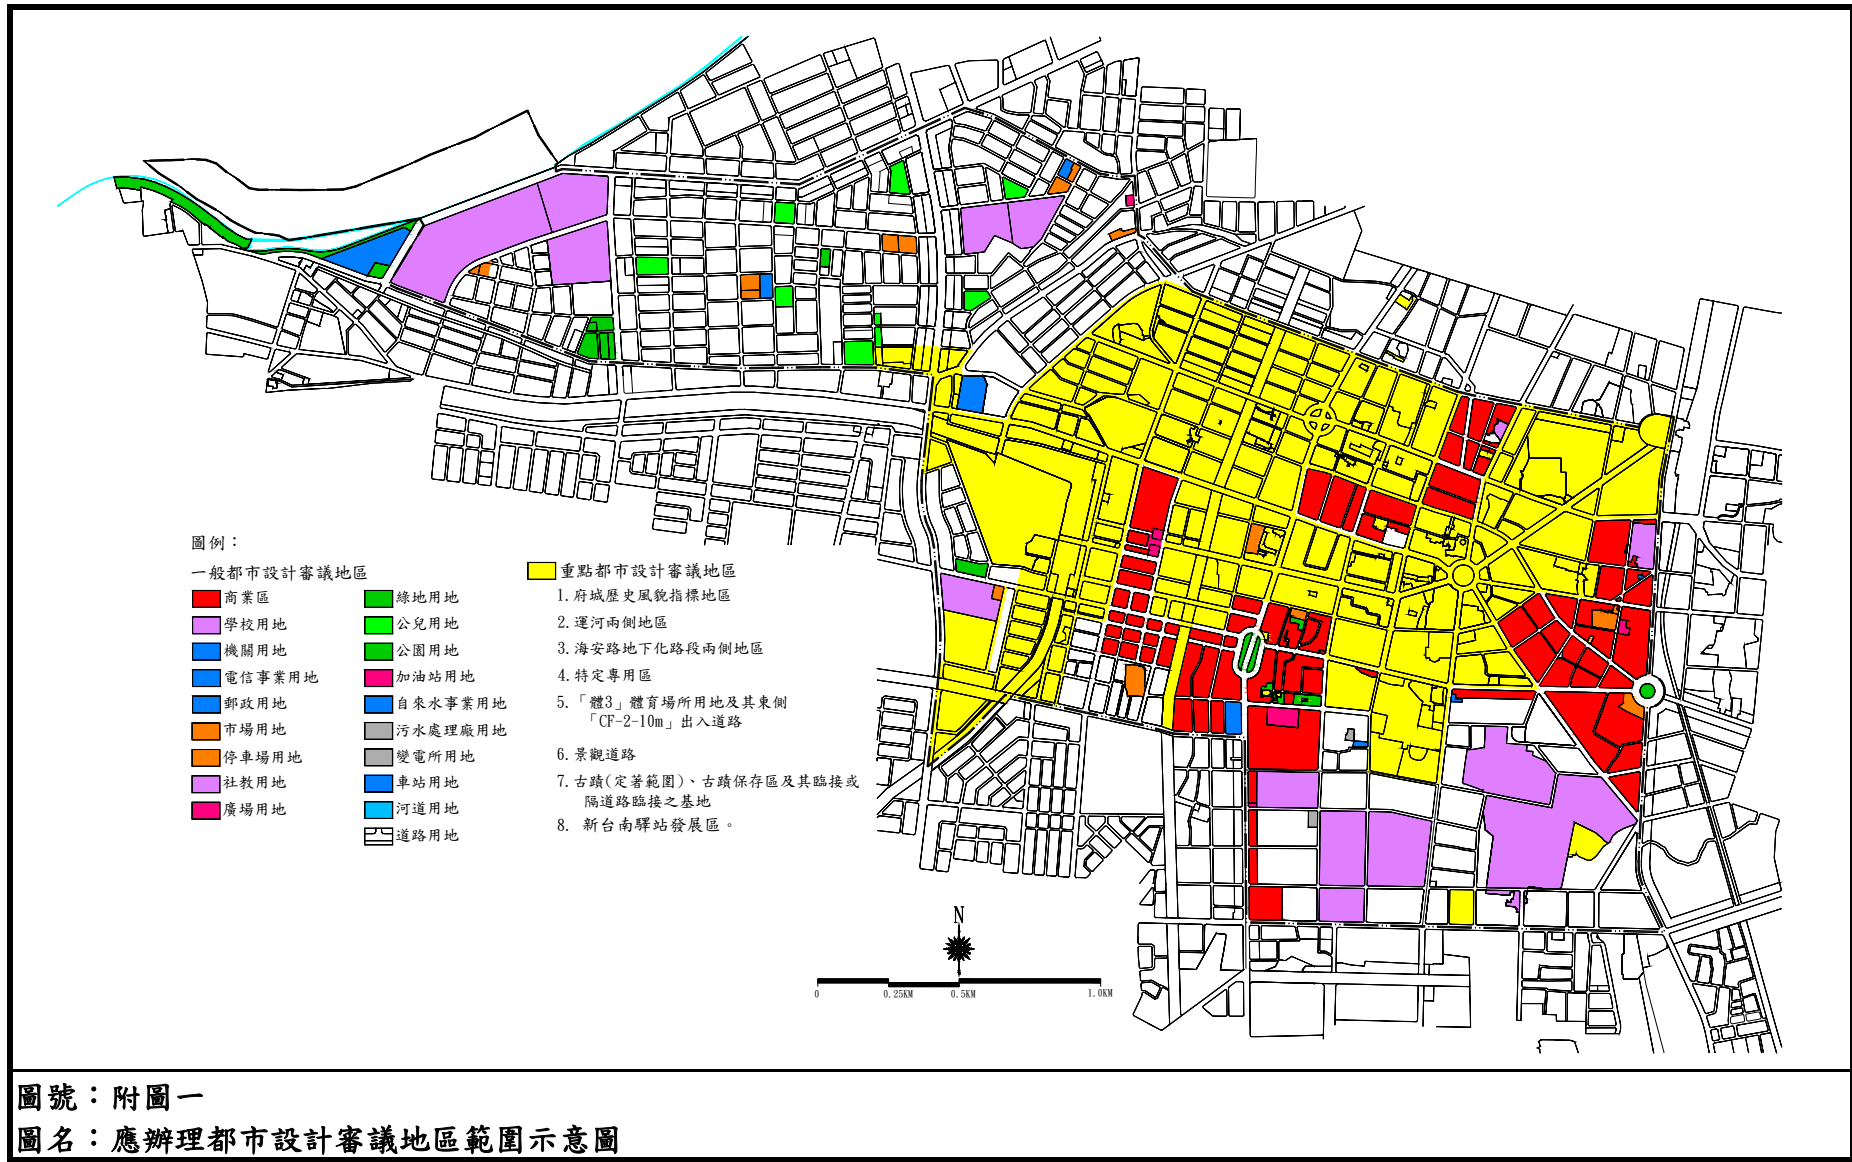 圖例：
一般都市設計審議地區
商業區
學校用地
機關用地
電信事業用地
郵政用地
市場用地
停車場用地
社教用地
廣場用地
綠地用地
公兒用地
公園用地
加油站用地
自來水事業用地
污水處理廠用地
變電所用地
車站用地
河道用地
道路用地
重點都市設計審議地區
1. 府城歷史風貌指標地區
2. 運河兩側地區
3. 海安路地下化路段兩側地區
4. 特定專用區
5. 「體3」體育場所用地及其東側
「CF-2-10m」出入道路
6. 景觀道路
7. 古蹟(定著範圍)、古蹟保存區及其臨接或
隔道路臨接之基地
8. 新台南驛站發展區。
N
0 0.25KM 0.5KM 1.0KM
圖號：附圖一
圖名：應辦理都市設計審議地區範圍示意圖